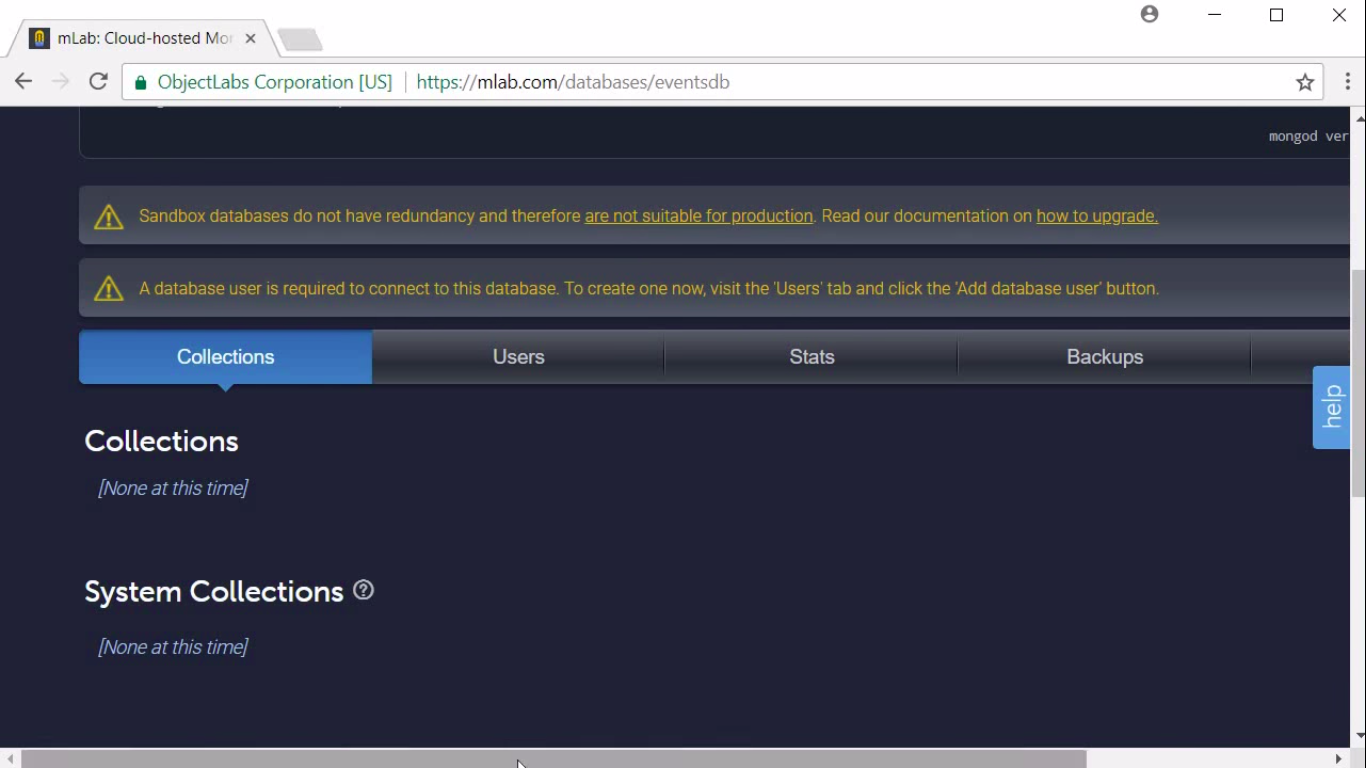 mLab: Cloud-hosted Mon
ObjectLabs Corporation [US]
https://mlab.com/databases/eventsdb
mongod ver
Sandbox databases do not have redundancy and therefore are not suitable for production. Read our documentation on how to upgrade.
A database user is required to connect to this database. To create one now, visit the 'Users' tab and click the 'Add database user' button.
Collections Users Stats Backups
help
Collections
[None at this time]
System Collections ?
[None at this time]